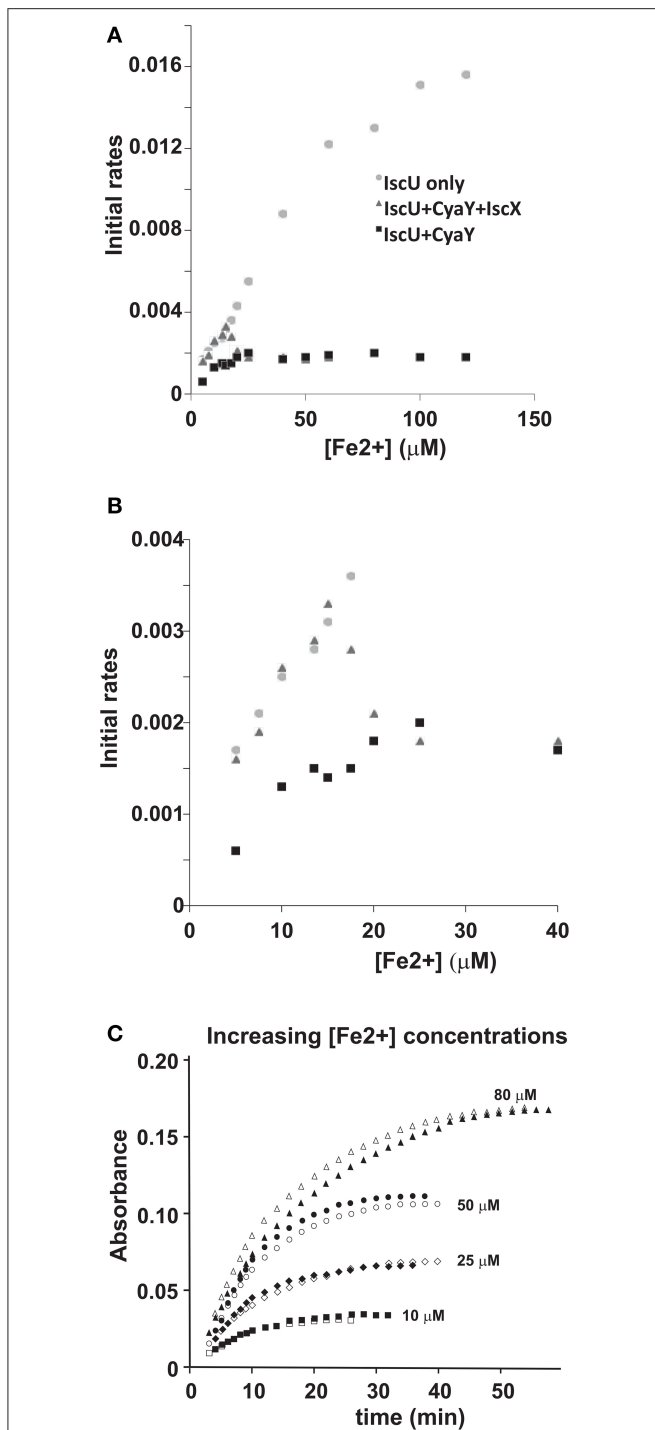 A
0.016
0.012
0.008
0.004
0
Initial rates
IscU only
IscU+CyaY+IscX
IscU+CyaY
0 50 100 150
[Fe2+] (μM)
B
0.004
0.003
0.002
0.001
0
Initial rates
0 10 20 30 40
[Fe2+] (μM)
C Increasing [Fe2+] concentrations
0.20
0.15
0.10
0.05
0
Absorbance
80 μM
50 μM
25 μM
10 μM
10 20 30 40 50
time (min)